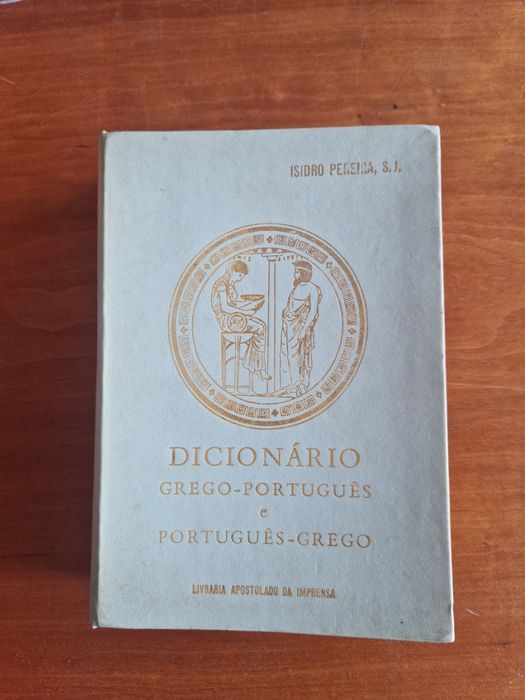 ISIDRO PEREIRA, S.J.
DICIONÁRIO
GREGO-PORTUGUÊS
e
PORTUGUÊS-GREGO
LIVRARIA APOSTOLADO DA IMPRENSA